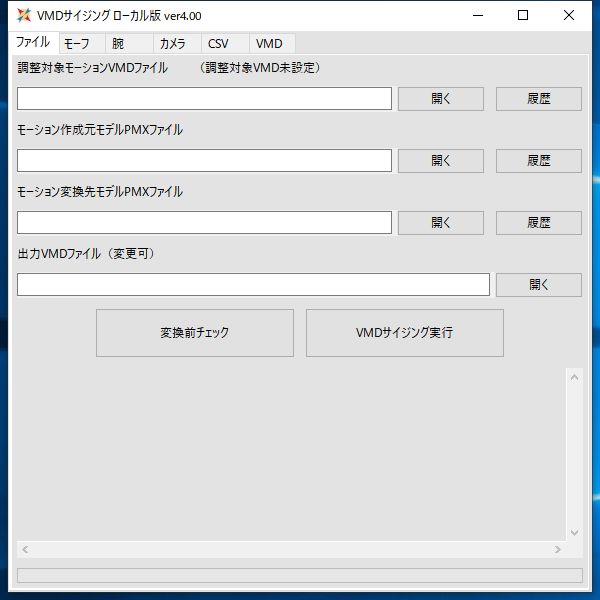 VMDサイジング ローカル版 ver4.00
ファイル モーフ 腕 カメラ CSV VMD
調整対象モーションVMDファイル （調整対象VMD未設定）
開く 履歴
モーション作成元モデルPMXファイル
開く 履歴
モーション変換先モデルPMXファイル
開く 履歴
出力VMDファイル（変更可）
開く
変換前チェック VMDサイジング実行